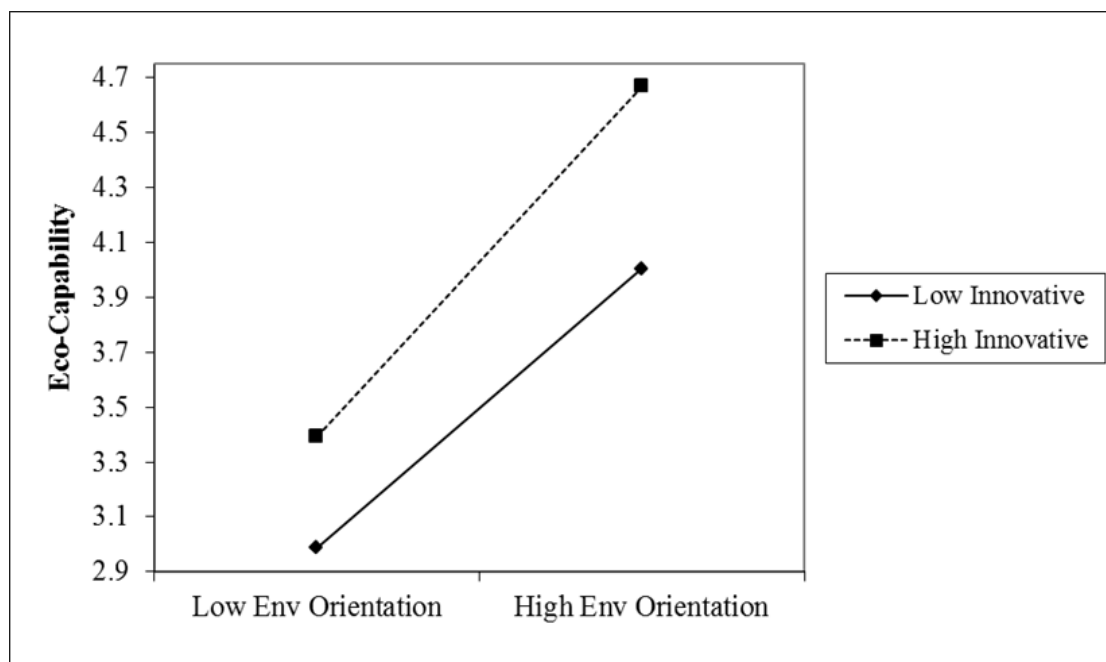 4.7
4.5
4.3
4.1
3.9
3.7
3.5
3.3
3.1
2.9
Eco-Capability
Low Env Orientation
High Env Orientation
Low Innovative
High Innovative